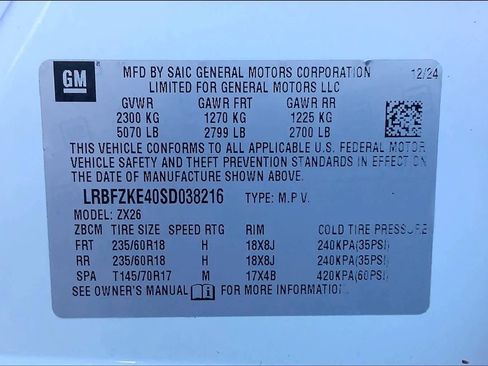 GM
MFD BY SAIC GENERAL MOTORS CORPORATION 12/24
LIMITED FOR GENERAL MOTORS LLC
GVWR GAWR FRT GAWR RR
2300 KG 1270 KG 1225 KG
5070 LB 2799 LB 2700 LB
THIS VEHICLE CONFORMS TO ALL APPLICABLE U.S. FEDERAL MOTOR
VEHICLE SAFETY AND THEFT PREVENTION STANDARDS IN EFFECT ON
THE DATE OF MANUFACTURE SHOWN ABOVE.
LRBFZKE40SD038216 TYPE: M.P.V.
MODEL: ZX26
ZBCM TIRE SIZE SPEED RTG RIM COLD TIRE PRESSURE
FRT 235/60R18 H 18X8J 240KPA(35PSI)
RR 235/60R18 H 18X8J 240KPA(35PSI)
SPA T145/70R17 M 17X4B 420KPA(60PSI)
SEE OWNER'S MANUAL i FOR MORE INFORMATION.